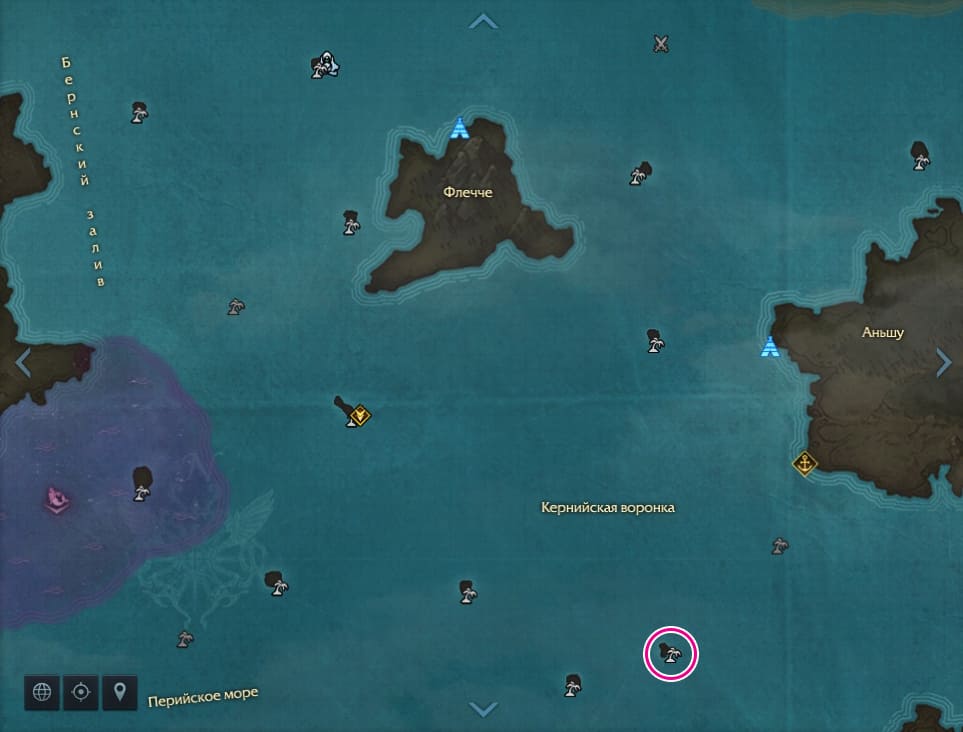 Бернский залив
Флечче
Аньшу
Кернийская воронка
Перийское море